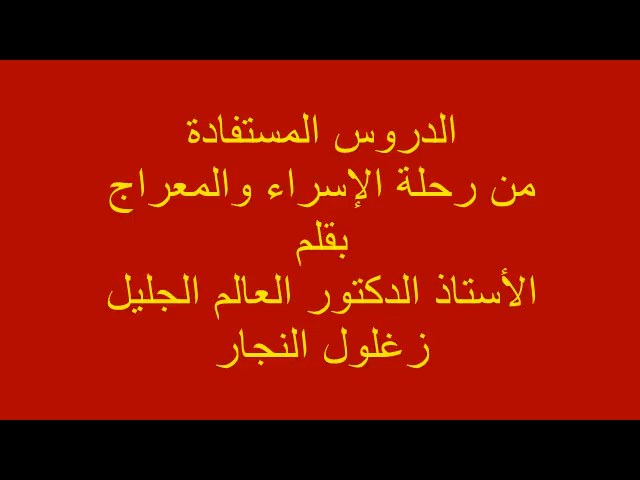 الدروس المستفادة
من رحلة الإسراء والمعراج
بقلم
الأستاذ الدكتور العالم الجليل
زغلول النجار